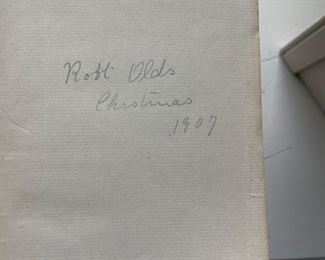 Robt Olds
Christmas
1907